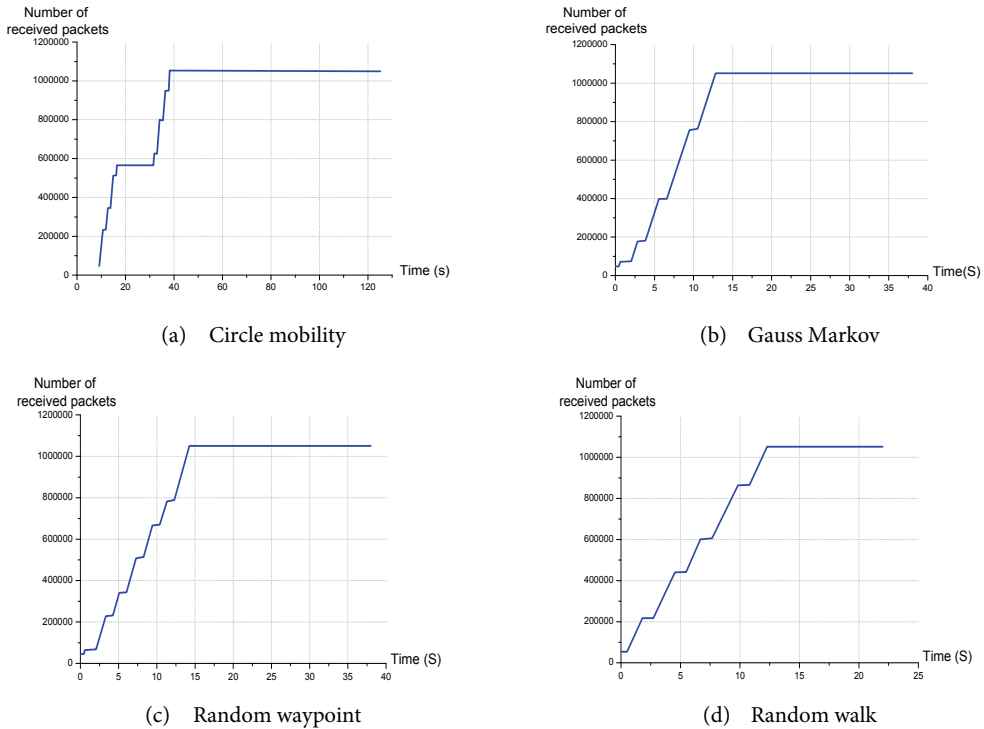 Number of
received packets
1200000
1000000
800000
600000
400000
200000
0
0 20 40 60 80 100 120
Time (s)
(a) Circle mobility
Number of
received packets
1200000
1000000
800000
600000
400000
200000
0
0 5 10 15 20 25 30 35 40
Time(S)
(b) Gauss Markov
Number of
received packets
1200000
1000000
800000
600000
400000
200000
0
0 5 10 15 20 25 30 35 40
Time (S)
(c) Random waypoint
Number of
received packets
1200000
1000000
800000
600000
400000
200000
0
0 5 10 15 20 25
Time (S)
(d) Random walk